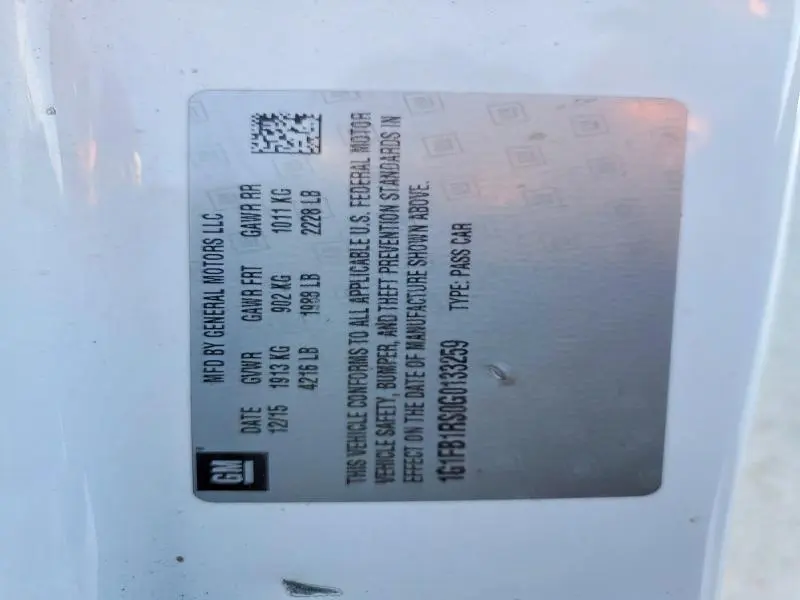 GM
MFD BY GENERAL MOTORS LLC
DATE GVWR GAWR FRT GAWR RR
12/15 1913 KG 902 KG 1011 KG
4216 LB 1988 LB 2228 LB
THIS VEHICLE CONFORMS TO ALL APPLICABLE U.S. FEDERAL MOTOR
VEHICLE SAFETY, BUMPER, AND THEFT PREVENTION STANDARDS IN
EFFECT ON THE DATE OF MANUFACTURE SHOWN ABOVE.
1G1FB1RS0G0133259 TYPE: PASS CAR